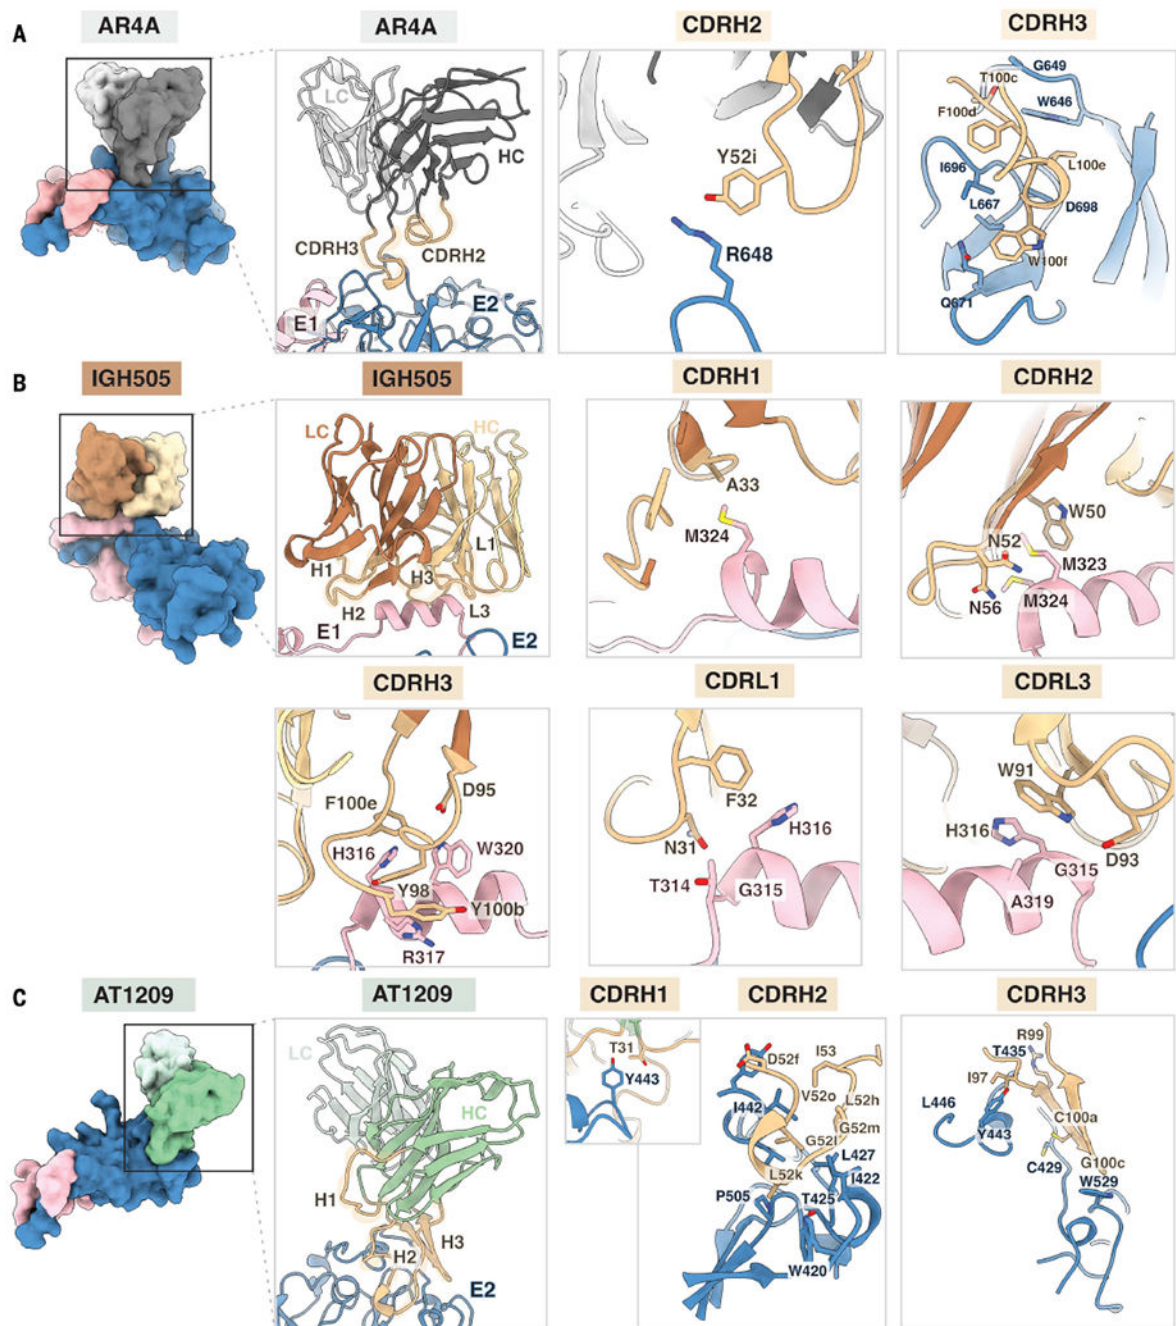 A
AR4A
AR4A
CDRH2
CDRH3
LC
HC
CDRH3
CDRH2
E1
E2
Y52i
R648
G649
T100c
W646
F100d
I696
L100e
L667
D698
W100f
Q671
B
IGH505
IGH505
CDRH1
CDRH2
LC
HC
H1
H3
L1
H2
L3
E1
E2
A33
M324
W50
N52
M323
N56
M324
CDRH3
CDRL1
CDRL3
D95
F100e
H316
W320
Y98
Y100b
R317
F32
H316
N31
T314
G315
W91
H316
D93
G315
A319
C
AT1209
AT1209
CDRH1
CDRH2
CDRH3
LC
HC
H1
H3
H2
E2
T31
Y443
D52f
I53
V52o
L52h
I442
G52m
G52l
L427
L52k
I422
P505
T425
W420
R99
T435
I97
L446
Y443
C100a
C429
G100c
W529